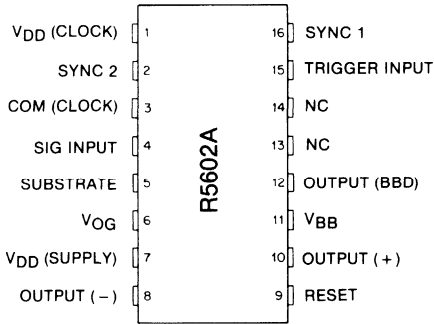 VDD (CLOCK) 1 16 SYNC 1
SYNC 2 2 15 TRIGGER INPUT
COM (CLOCK) 3 14 NC
SIG INPUT 4 13 NC
SUBSTRATE 5 12 OUTPUT (BBD)
VOG 6 11 VBB
VDD (SUPPLY) 7 10 OUTPUT (+)
OUTPUT (−) 8 9 RESET
R5602A